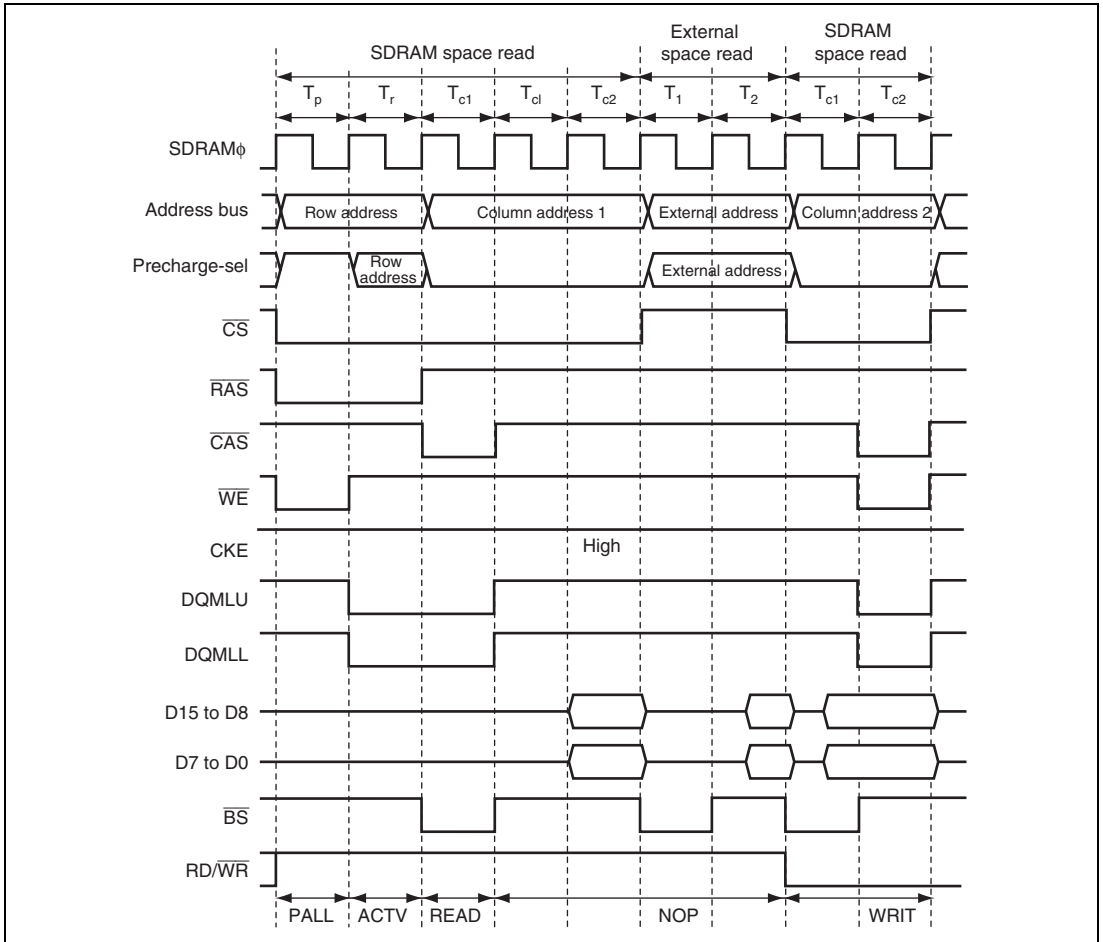 External
space read
SDRAM
space read
SDRAM space read
Tp Tr Tc1 Tcl Tc2 T1 T2 Tc1 Tc2
SDRAMϕ
Address bus Row address Column address 1 External address Column address 2
Precharge-sel Row
address External address
CS
RAS
CAS
WE
CKE High
DQMLU
DQMLL
D15 to D8
D7 to D0
BS
RD/WR
PALL ACTV READ NOP WRIT